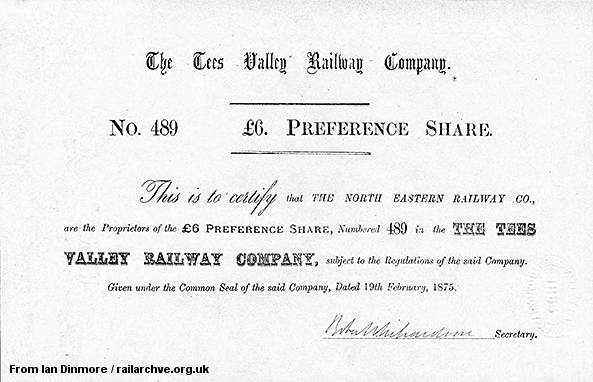 The Tees Valley Railway Company.
No. 489 £6. Preference Share.
This is to certify that THE NORTH EASTERN RAILWAY CO.,
are the Proprietors of the £6 Preference Share, Numbered 489 in the THE TEES
VALLEY RAILWAY COMPANY, subject to the Regulations of the said Company.
Given under the Common Seal of the said Company, Dated 19th February, 1875.
Secretary.
From Ian Dinmore / railarchve.org.uk